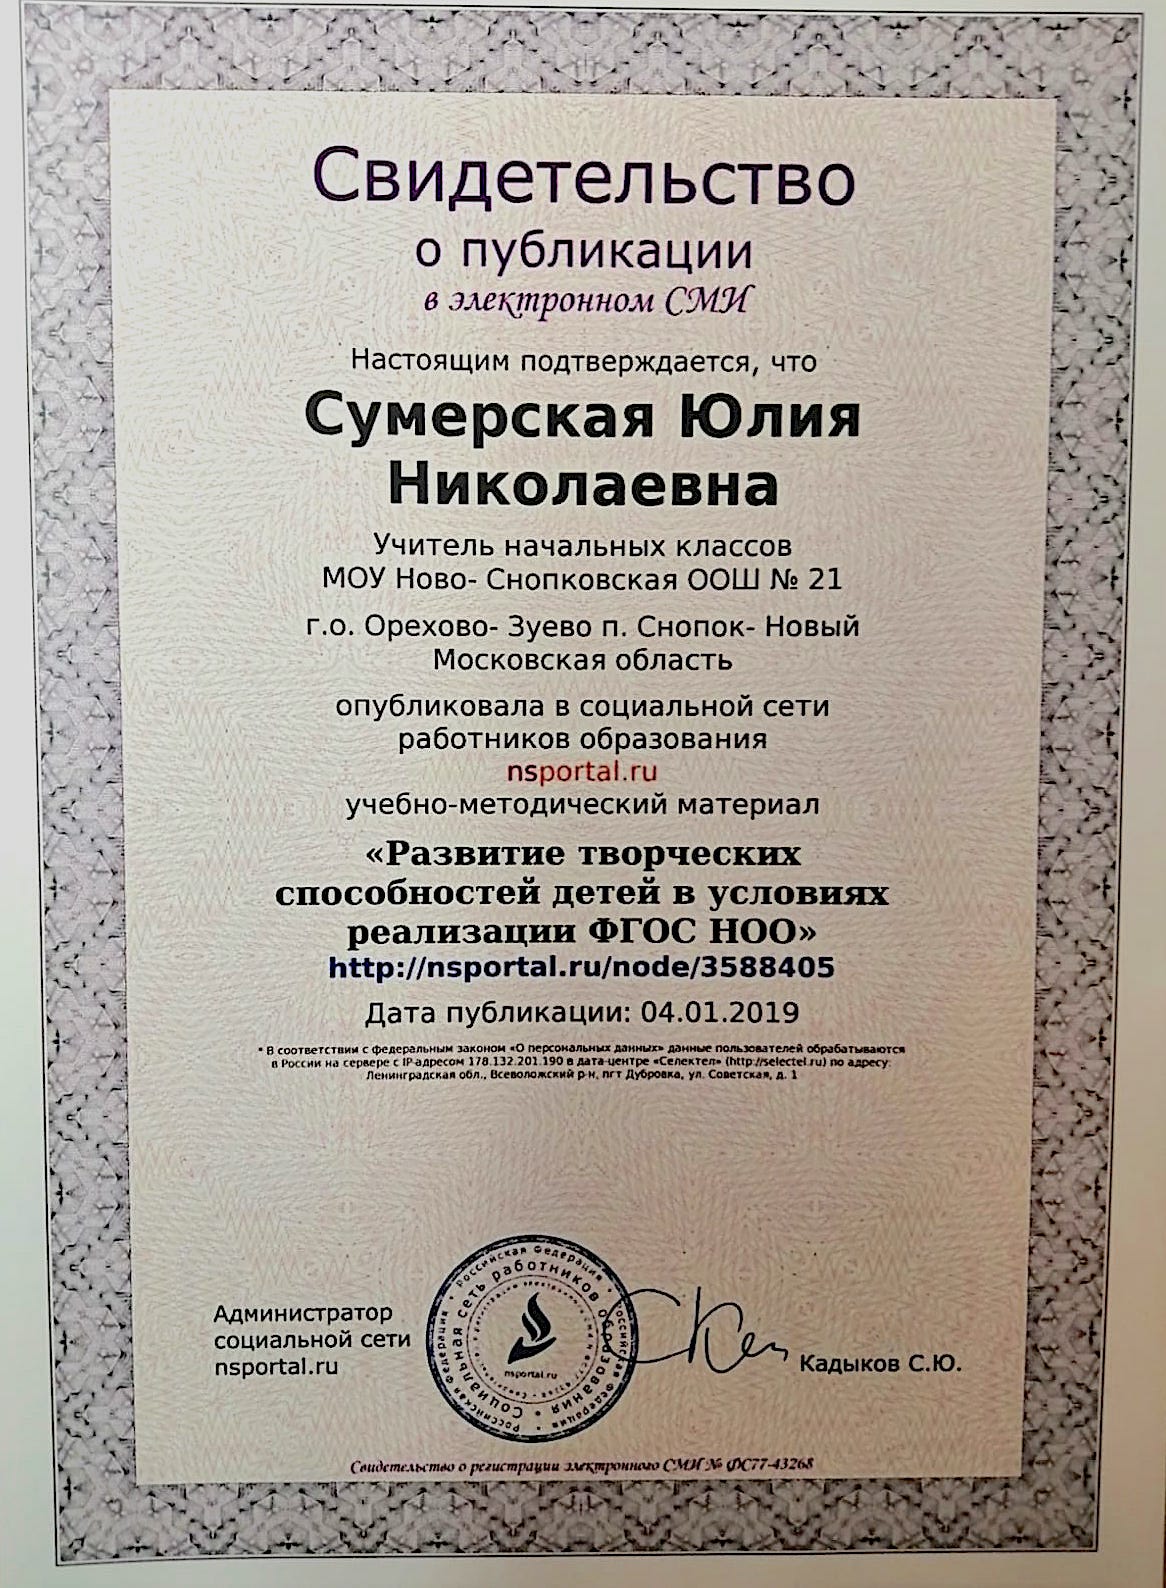 Свидетельство
о публикации
в электронном СМИ
Настоящим подтверждается, что
Сумерская Юлия
Николаевна
Учитель начальных классов
МОУ Ново- Снопковская ООШ № 21
г.о. Орехово- Зуево п. Снопок- Новый
Московская область
опубликовала в социальной сети
работников образования
nsportal.ru
учебно-методический материал
«Развитие творческих
способностей детей в условиях
реализации ФГОС НОО»
http://nsportal.ru/node/3588405
Дата публикации: 04.01.2019
* В соответствии с федеральным законом «О персональных данных» данные пользователей обрабатываются
в России на сервере с IP-адресом 178.132.201.190 в дата-центре «Селектел» (http://selectel.ru) по адресу:
Ленинградская обл., Всеволожский р-н, пгт Дубровка, ул. Советская, д. 1
Администратор
социальной сети
nsportal.ru
Российская Федерация • Российская Федерация • Российская Федерация
Социальная сеть работников образования
nsportal.ru
Кадыков С.Ю.
Свидетельство о регистрации электронного СМИ № ФС77-43268